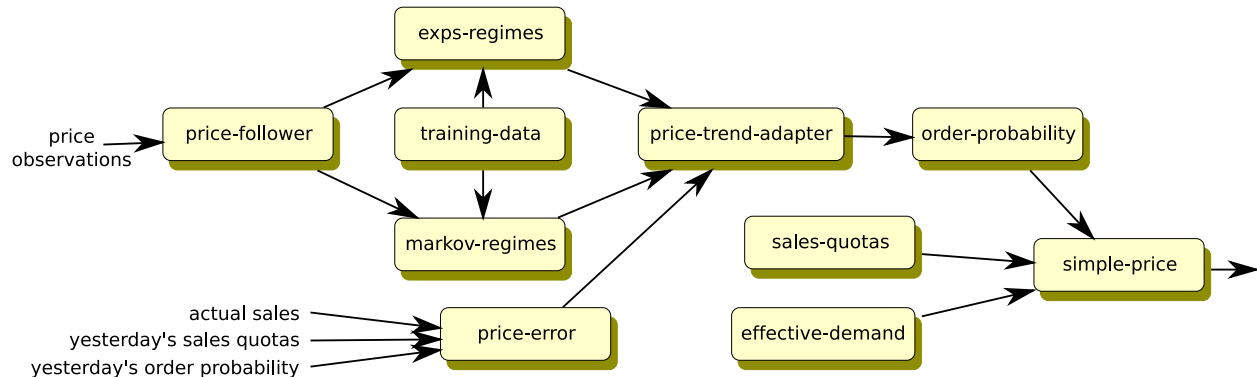 exps-regimes
price-follower
training-data
price-trend-adapter
order-probability
price
observations
markov-regimes
sales-quotas
simple-price
actual sales
yesterday's sales quotas
yesterday's order probability
price-error
effective-demand